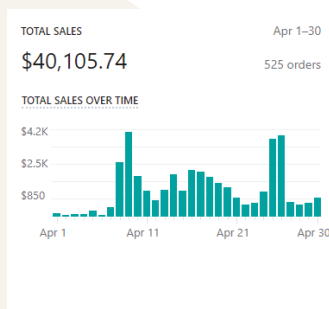 TOTAL SALES
Apr 1–30
$40,105.74
525 orders
TOTAL SALES OVER TIME
$4.2K
$2.5K
$850
Apr 1 Apr 11 Apr 21 Apr 30